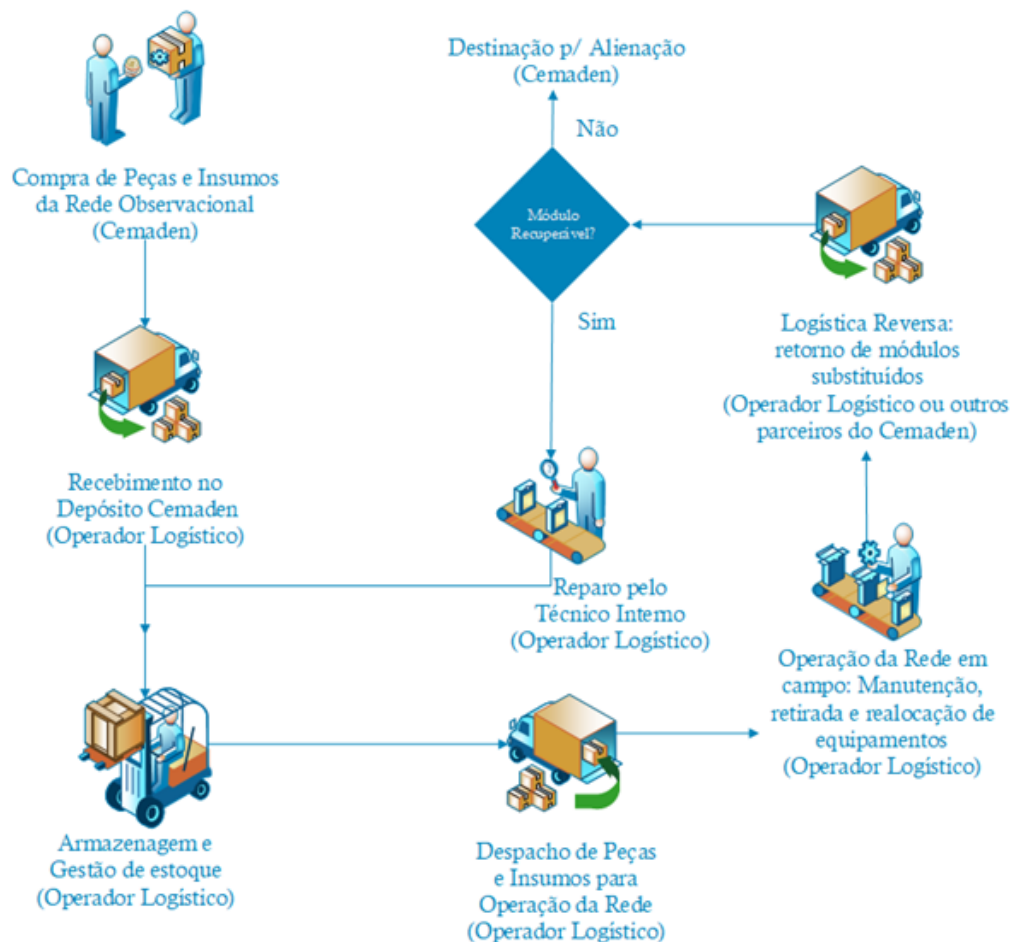 Compra de Peças e Insumos
da Rede Observacional
(Cemaden)
Recebimento no
Depósito Cemaden
(Operador Logístico)
Armazenagem e
Gestão de estoque
(Operador Logístico)
Despacho de Peças
e Insumos para
Operação da Rede
(Operador Logístico)
Operação da Rede em
campo: Manutenção,
retirada e realocação de
equipamentos
(Operador Logístico)
Logística Reversa:
retorno de módulos
substituídos
(Operador Logístico ou outros
parceiros do Cemaden)
Módulo
Recuperável?
Não
Destinação p/ Alienação
(Cemaden)
Sim
Reparo pelo
Técnico Interno
(Operador Logístico)